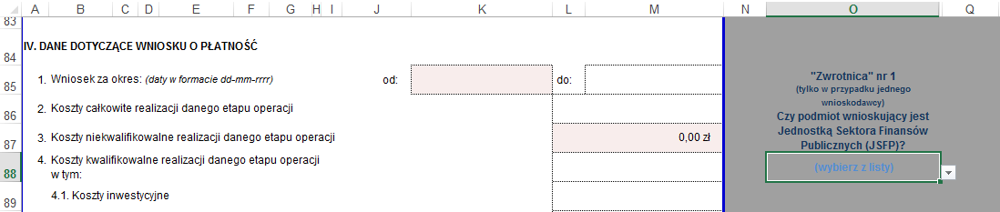 A B C D E F G H I J K L M N O Q
83
84 IV. DANE DOTYCZĄCE WNIOSKU O PŁATNOŚĆ
85 1. Wniosek za okres: (daty w formacie dd-mm-rrrr) od: do:
86 2. Koszty całkowite realizacji danego etapu operacji
87 3. Koszty niekwalifikowalne realizacji danego etapu operacji 0,00 zł
88 4. Koszty kwalifikowalne realizacji danego etapu operacji
w tym:
89 4.1. Koszty inwestycyjne
"Zwrotnica" nr 1
(tylko w przypadku jednego
wnioskodawcy)
Czy podmiot wnioskujący jest
Jednostką Sektora Finansów
Publicznych (JSFP)?
(wybierz z listy)